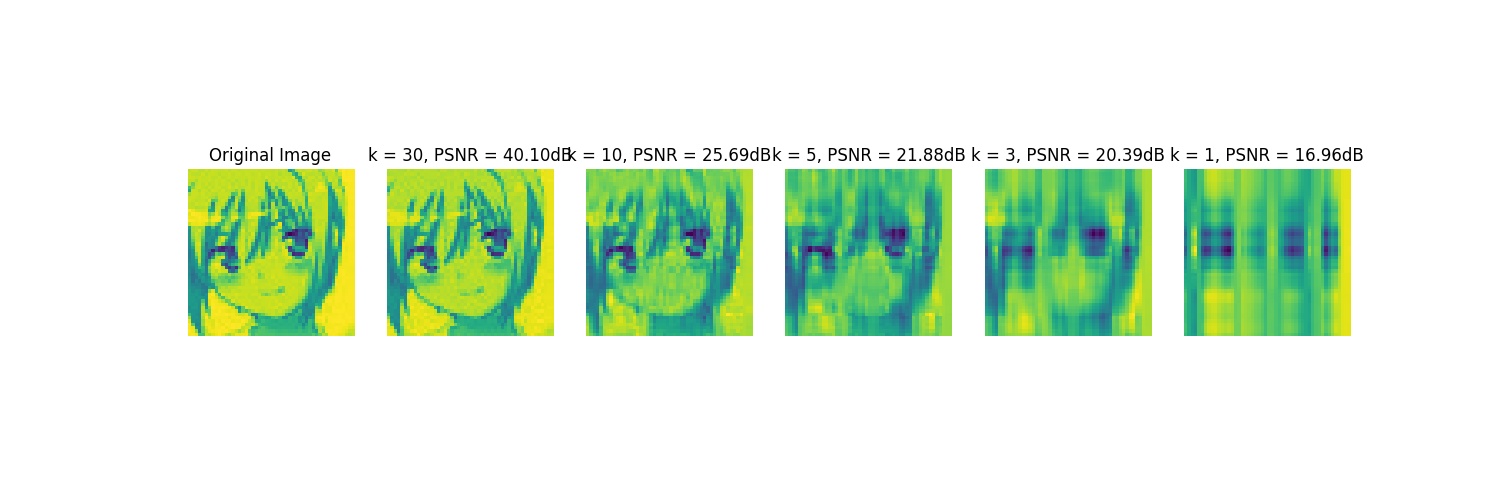 Original Image
k = 30, PSNR = 40.10dB
k = 10, PSNR = 25.69dB
k = 5, PSNR = 21.88dB
k = 3, PSNR = 20.39dB
k = 1, PSNR = 16.96dB